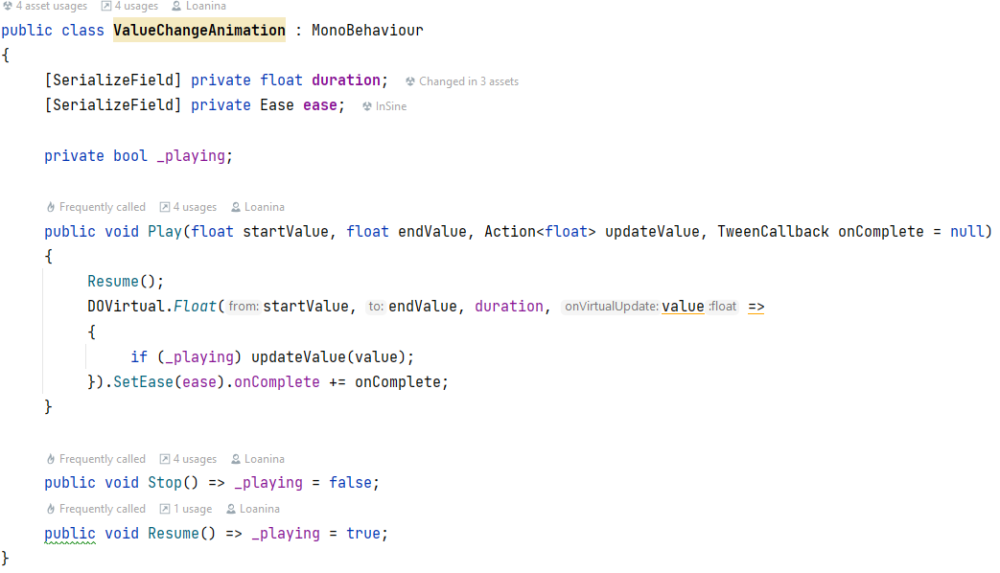 4 asset usages 4 usages Loanina
public class ValueChangeAnimation : MonoBehaviour
{
[SerializeField] private float duration; Changed in 3 assets
[SerializeField] private Ease ease; InSine
private bool _playing;
Frequently called 4 usages Loanina
public void Play(float startValue, float endValue, Action<float> updateValue, TweenCallback onComplete = null)
{
Resume();
DOVirtual.Float(from: startValue, to: endValue, duration, onVirtualUpdate: value :float =>
{
if (_playing) updateValue(value);
}).SetEase(ease).onComplete += onComplete;
}
Frequently called 4 usages Loanina
public void Stop() => _playing = false;
Frequently called 1 usage Loanina
public void Resume() => _playing = true;
}